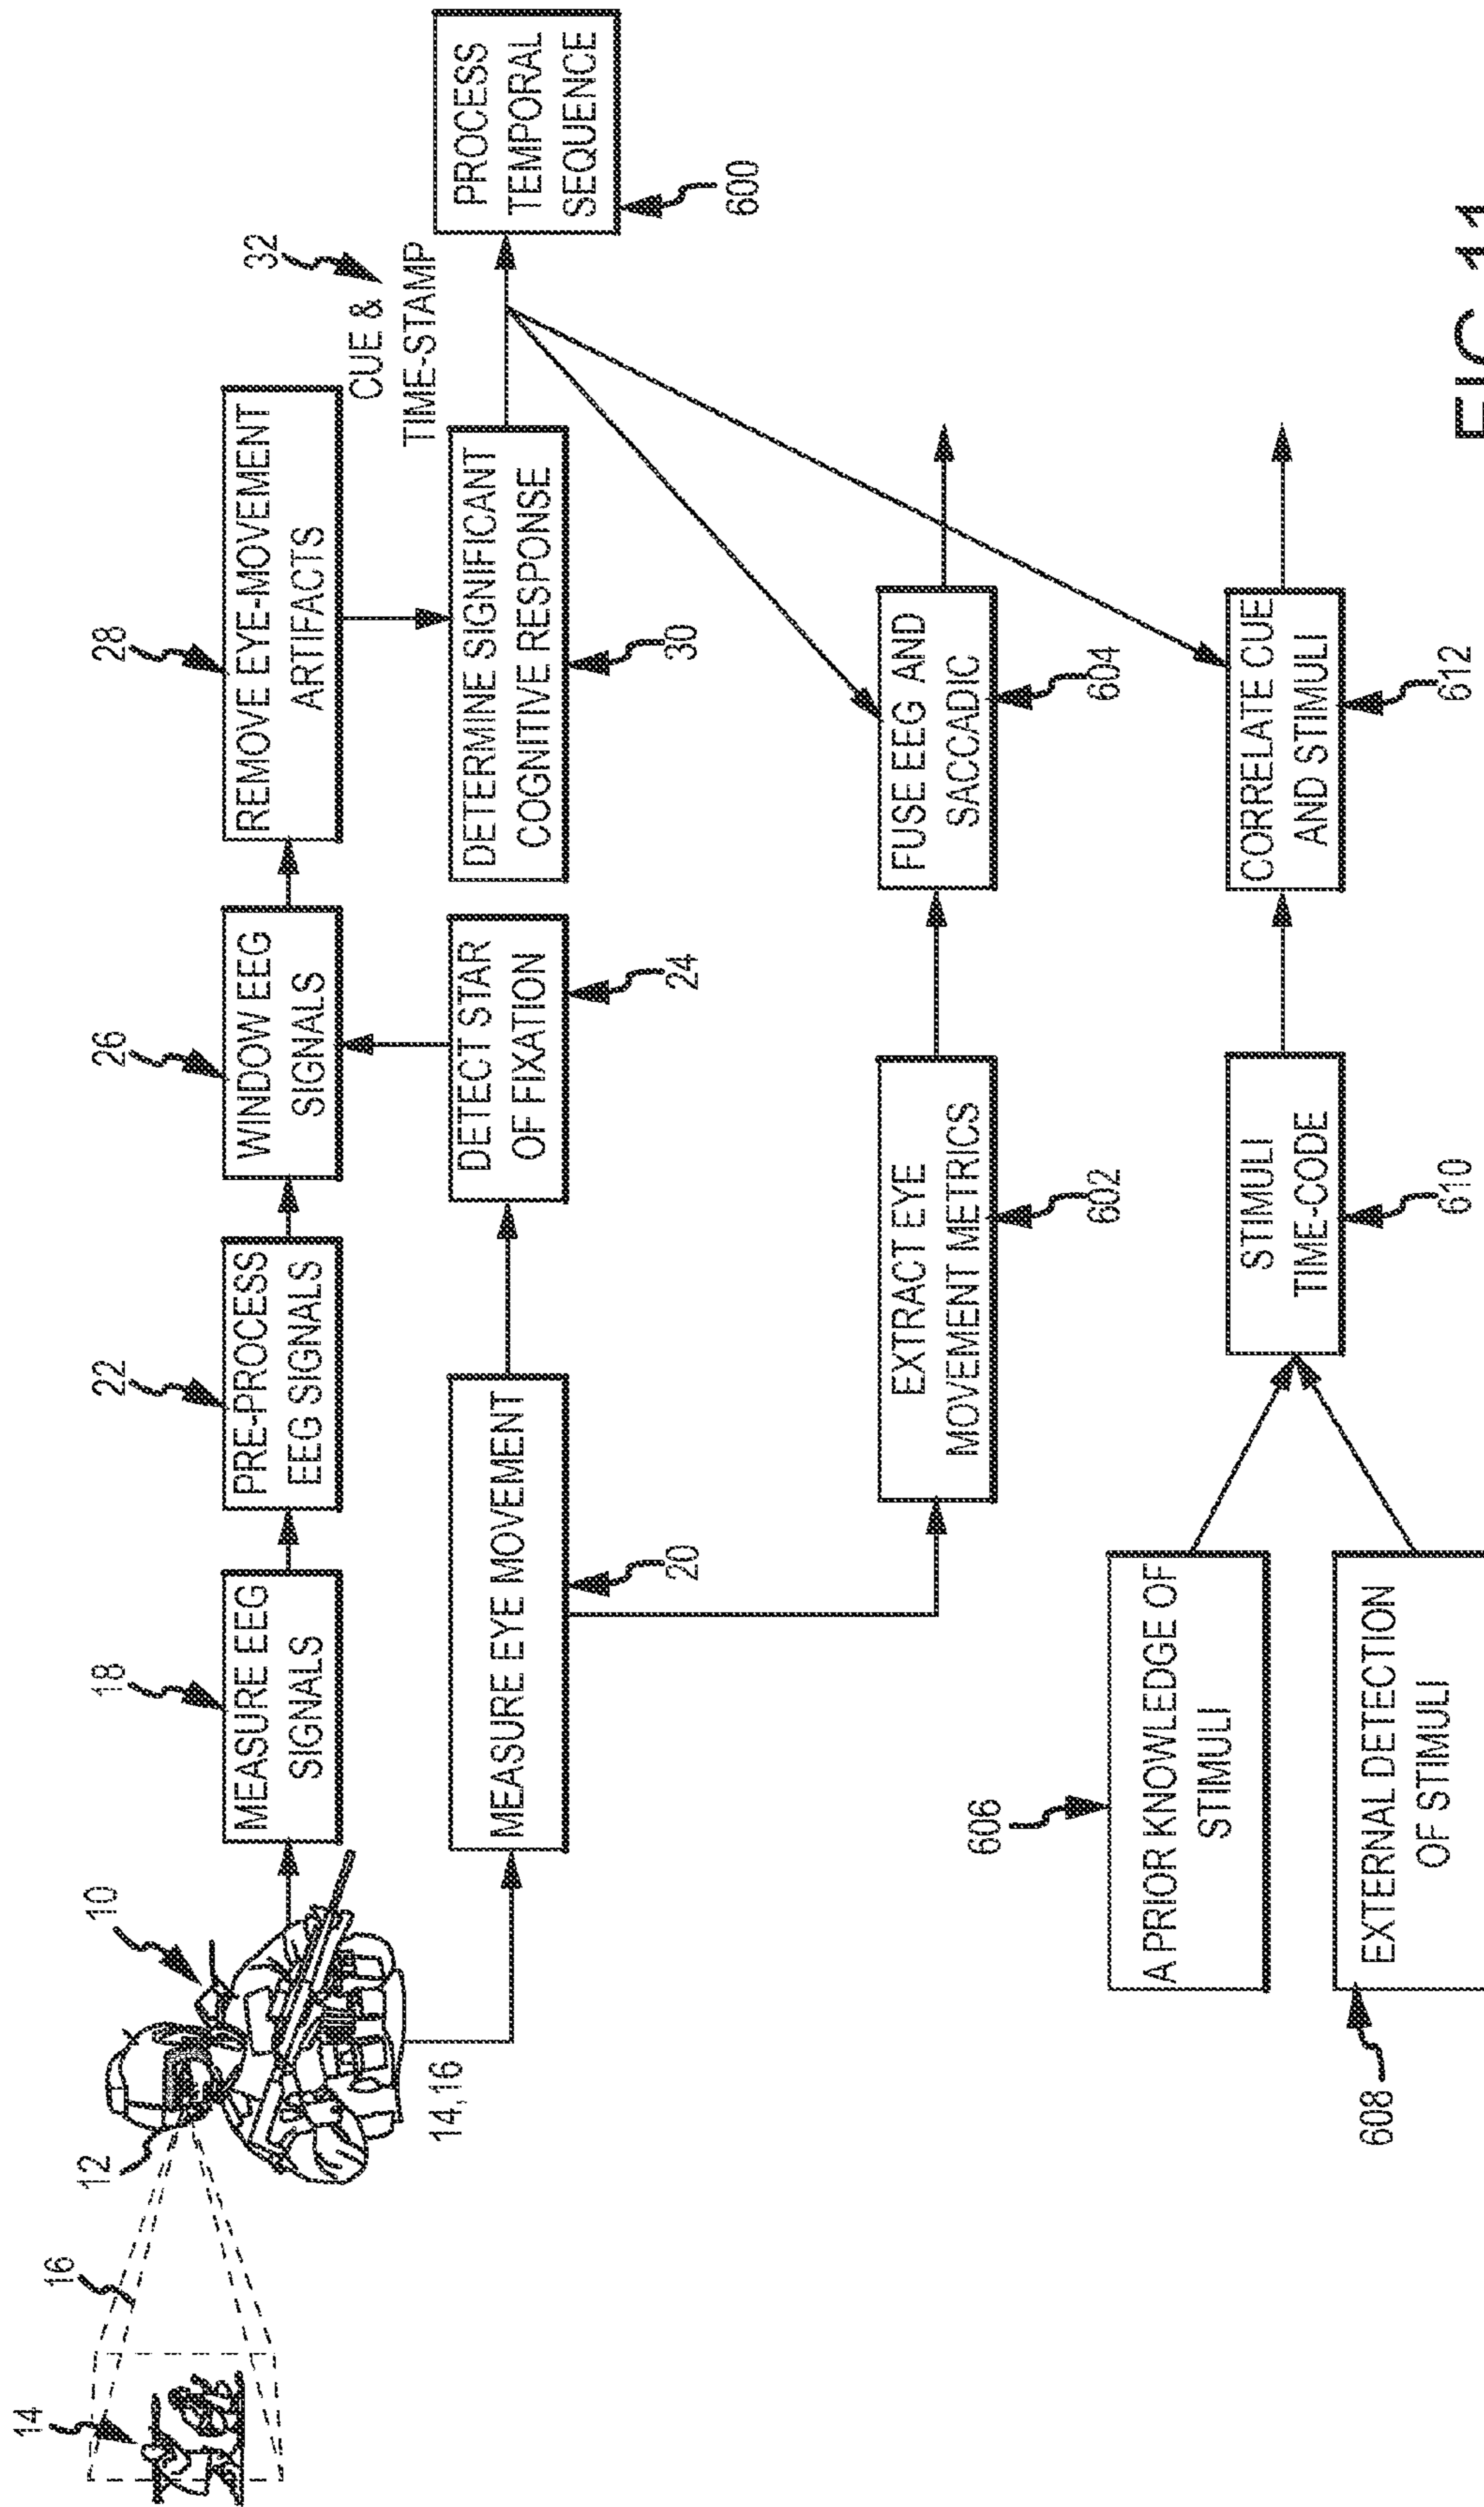 14
16
12
10
14,16
18
MEASURE EEG
SIGNALS
22
PRE-PROCESS
EEG SIGNALS
26
WINDOW EEG
SIGNALS
28
REMOVE EYE-MOVEMENT
ARTIFACTS
32
CUE &
TIME-STAMP
MEASURE EYE MOVEMENT
20
DETECT STAR
OF FIXATION
24
DETERMINE SIGNIFICANT
COGNITIVE RESPONSE
30
PROCESS
TEMPORAL
SEQUENCE
600
EXTRACT EYE
MOVEMENT METRICS
602
FUSE EEG AND
SACCADIC
604
606
A PRIOR KNOWLEDGE OF
STIMULI
608
EXTERNAL DETECTION
OF STIMULI
STIMULI
TIME-CODE
610
CORRELATE CUE
AND STIMULI
612
FIG.11